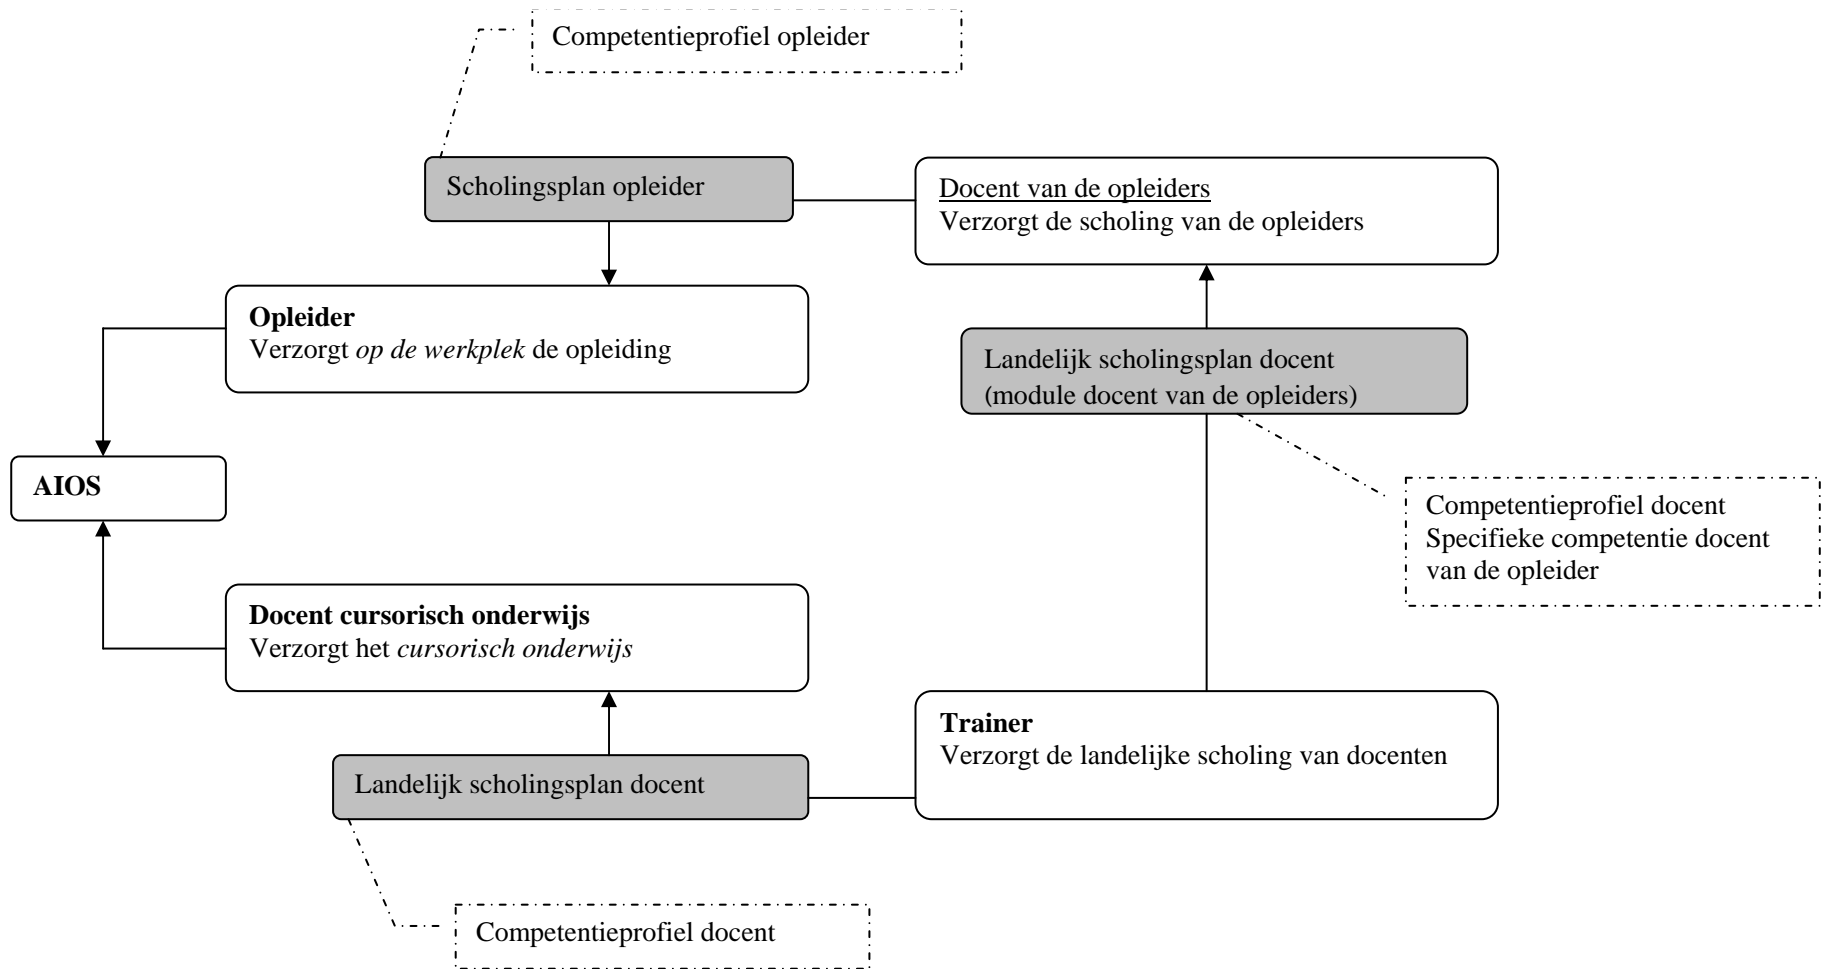 Competentieprofiel opleider
Scholingsplan opleider
Docent van de opleiders
Verzorgt de scholing van de opleiders
Opleider
Verzorgt op de werkplek de opleiding
Landelijk scholingsplan docent
(module docent van de opleiders)
AIOS
Competentieprofiel docent
Specifieke competentie docent
van de opleider
Docent cursorisch onderwijs
Verzorgt het cursorisch onderwijs
Trainer
Verzorgt de landelijke scholing van docenten
Landelijk scholingsplan docent
Competentieprofiel docent